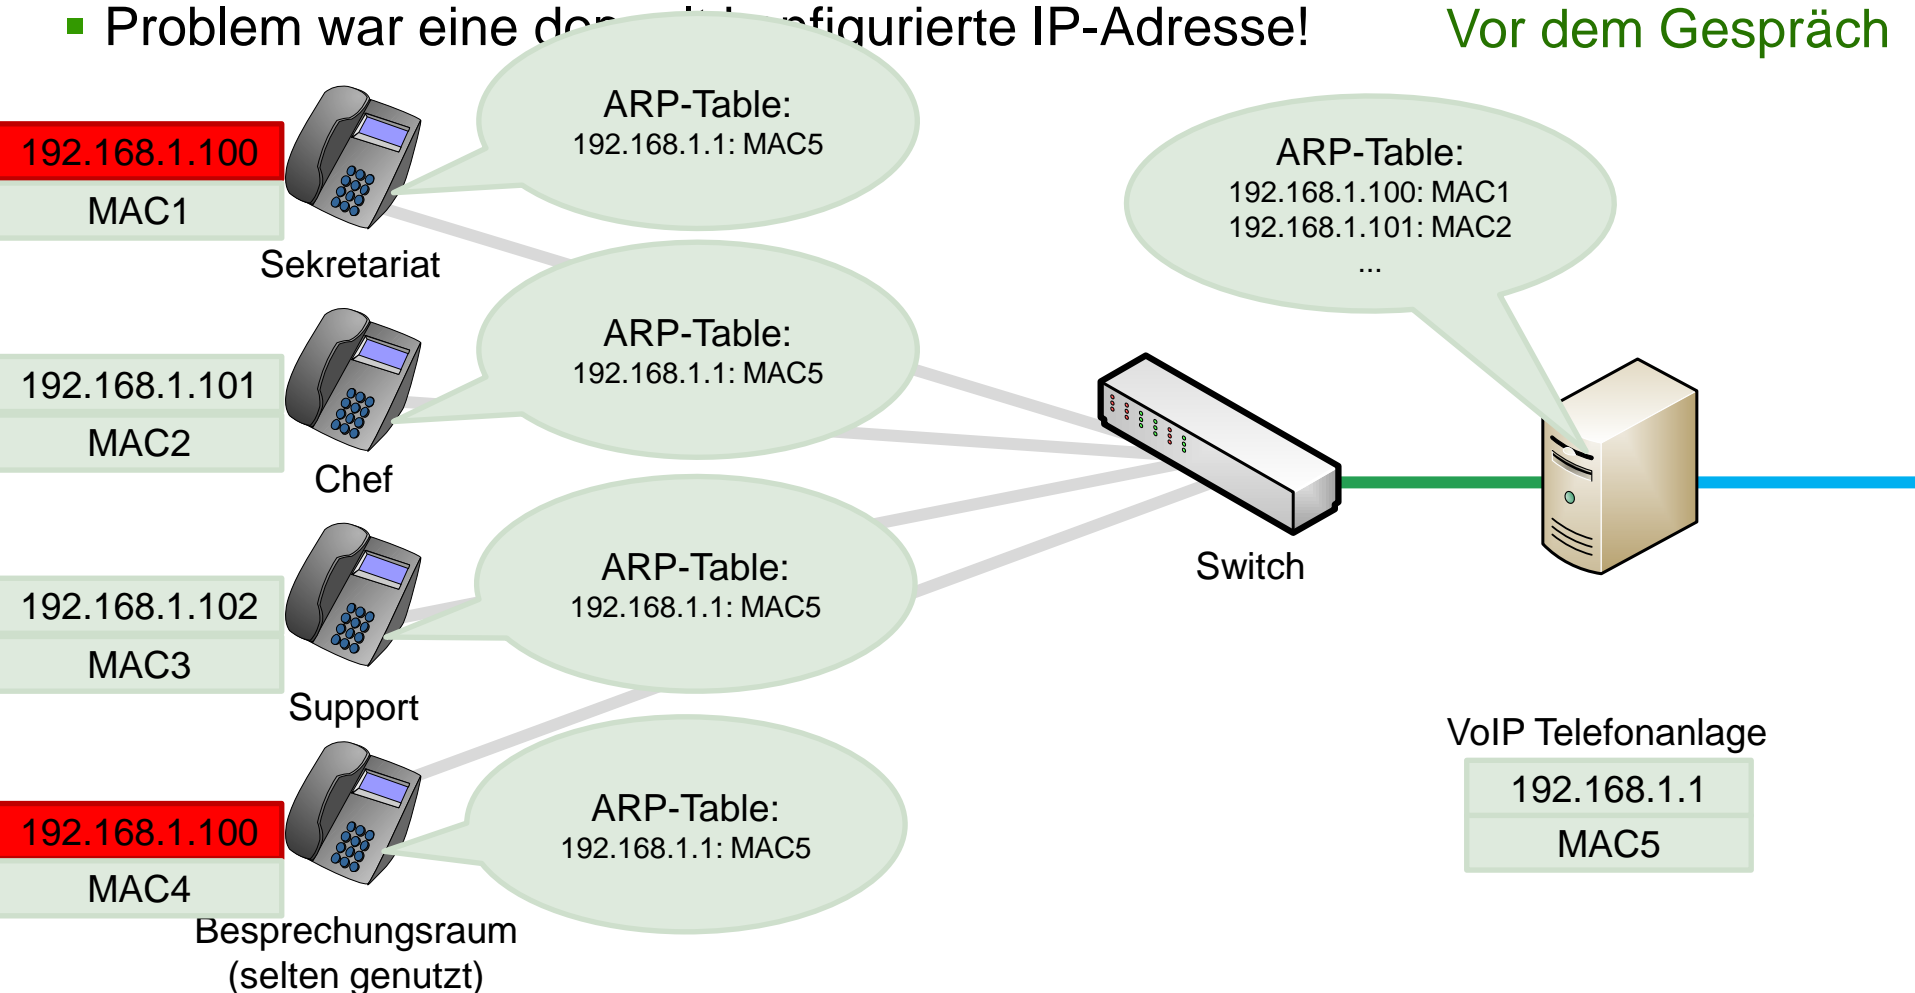 Problem war eine konfigurierte IP-Adresse!
Vor dem Gespräch
ARP-Table:
192.168.1.1: MAC5
192.168.1.100
MAC1
Sekretariat
ARP-Table:
192.168.1.100: MAC1
192.168.1.101: MAC2
...
ARP-Table:
192.168.1.1: MAC5
192.168.1.101
MAC2
Chef
ARP-Table:
192.168.1.1: MAC5
192.168.1.102
MAC3
Support
Switch
VoIP Telefonanlage
192.168.1.1
MAC5
ARP-Table:
192.168.1.1: MAC5
192.168.1.100
MAC4
Besprechungsraum
(selten genutzt)